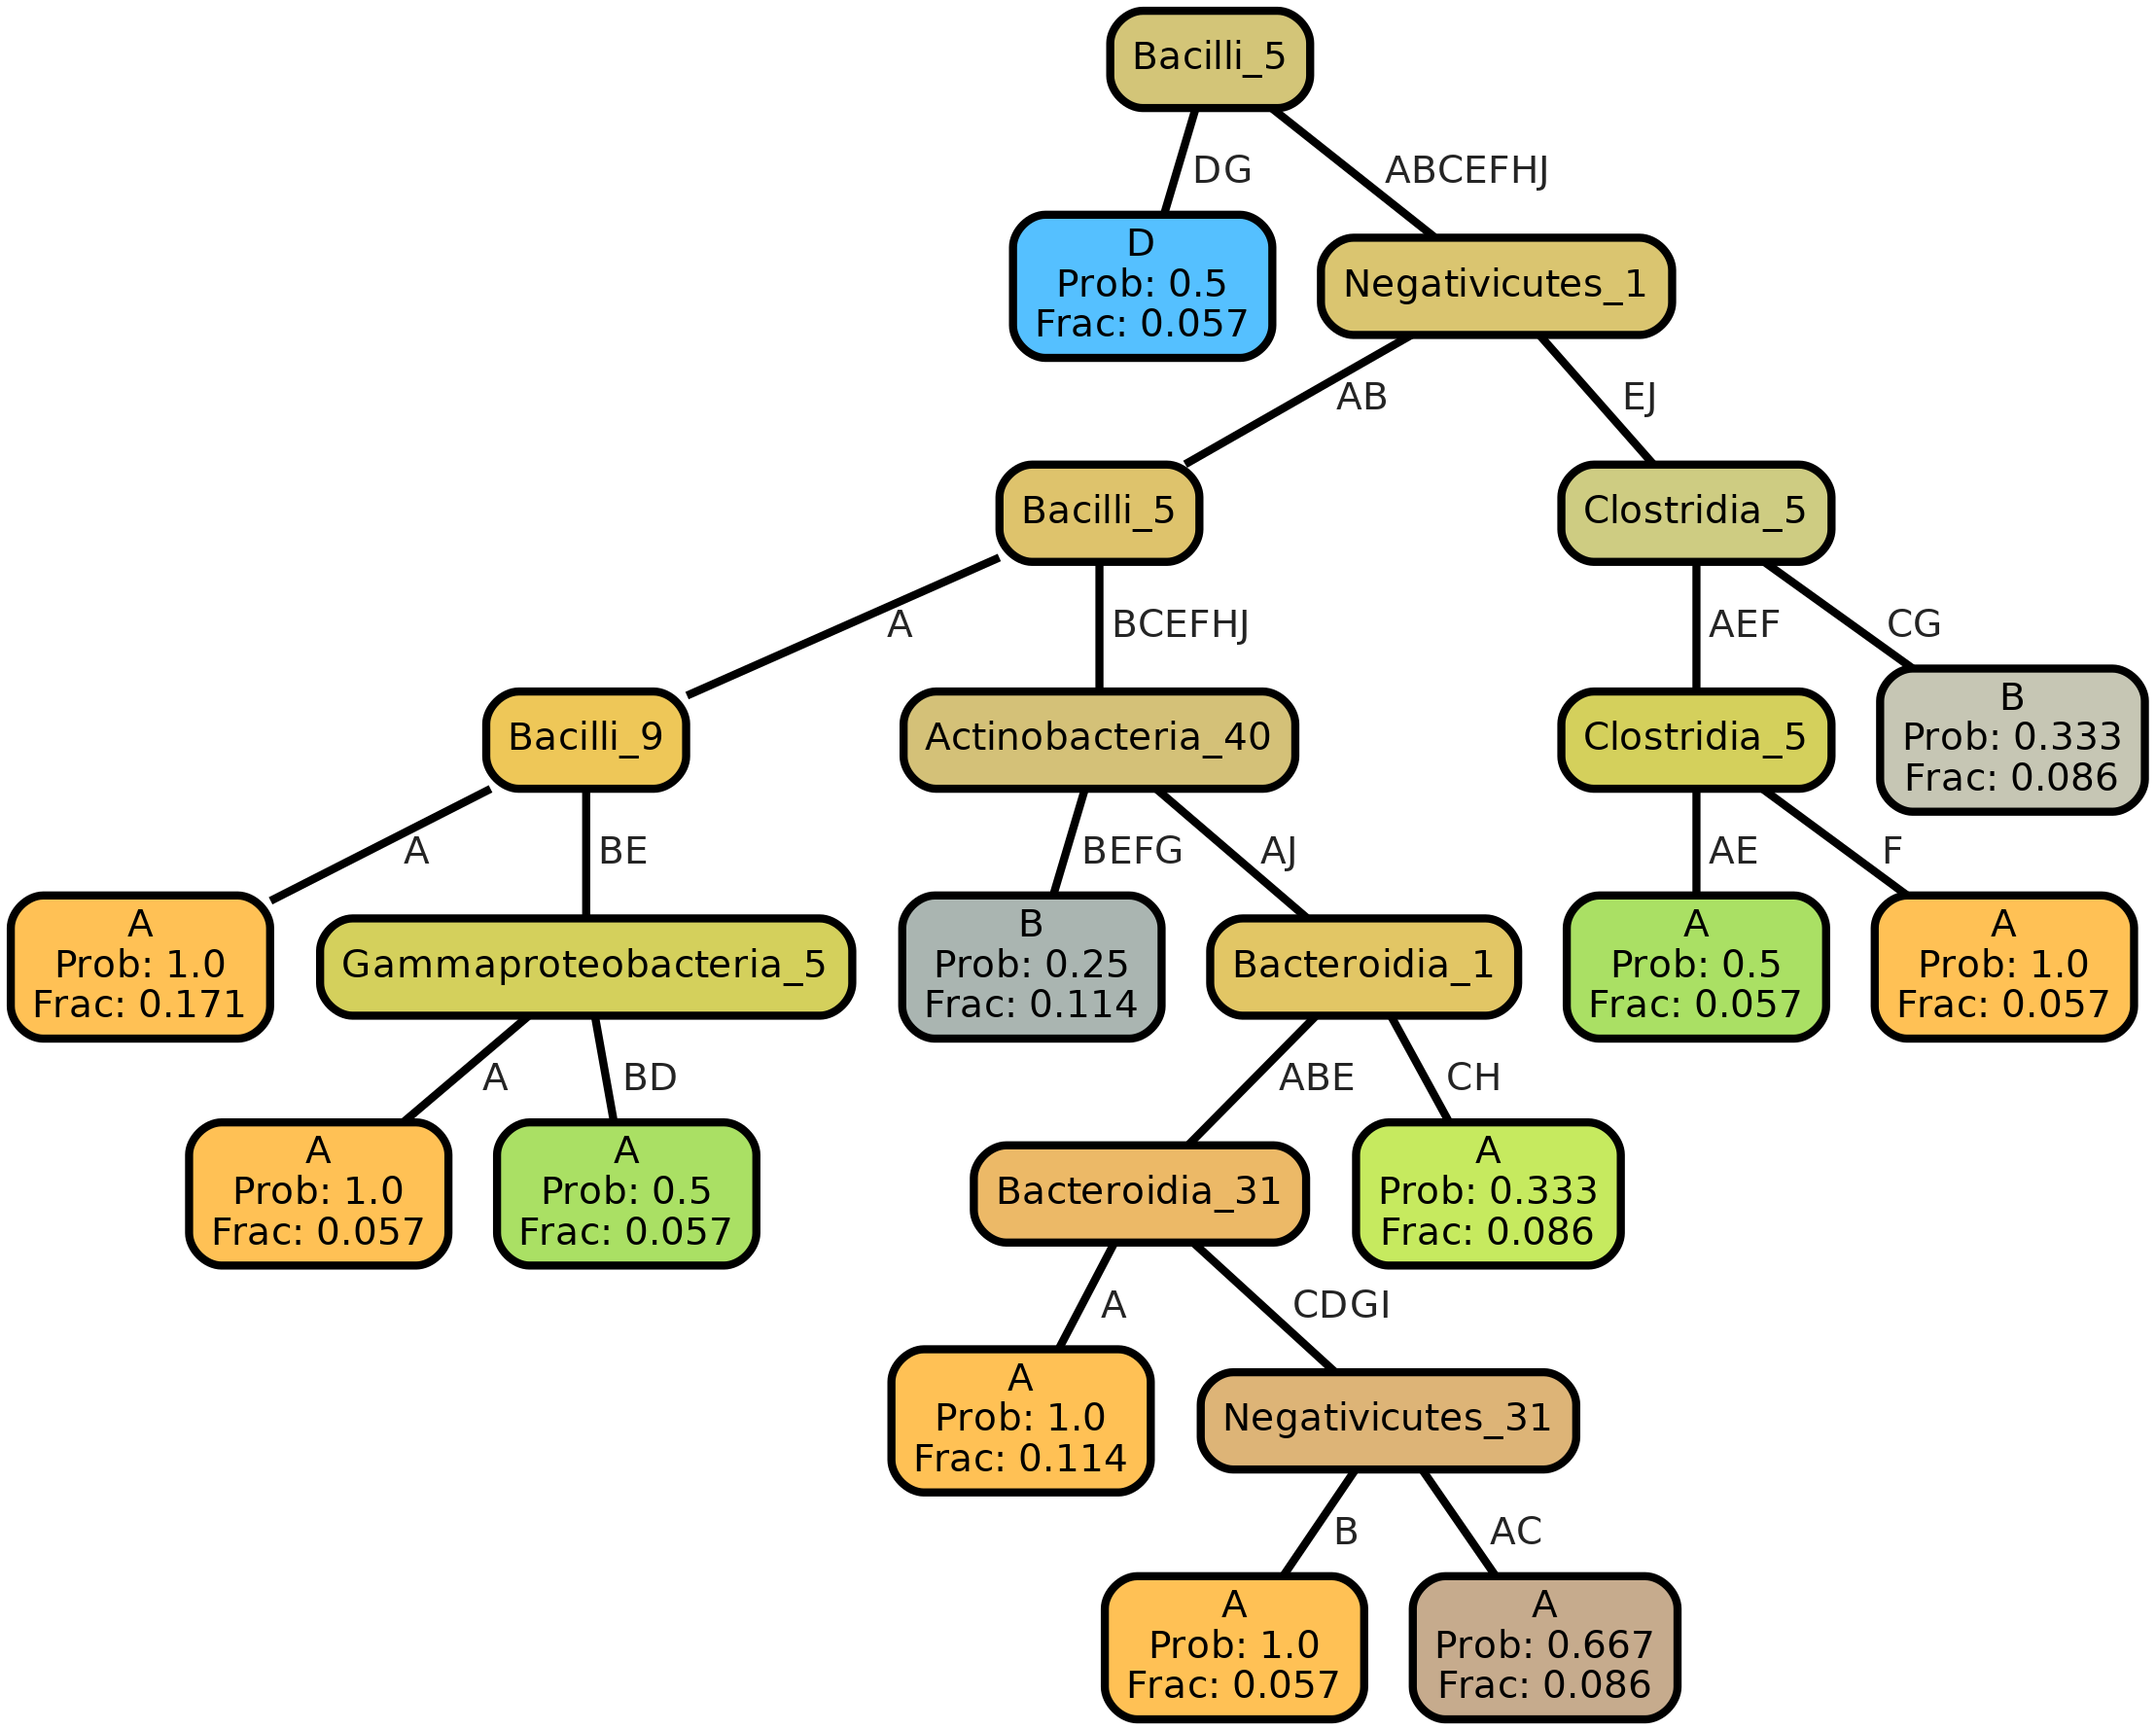 Bacilli_5
DG
ABCEFHJ
D
Prob: 0.5
Frac: 0.057
Negativicutes_1
AB
EJ
Bacilli_5
Clostridia_5
A
BCEFHJ
AEF
CG
Bacilli_9
Actinobacteria_40
Clostridia_5
B
Prob: 0.333
Frac: 0.086
A
BE
BEFG
AJ
AE
F
A
Prob: 1.0
Frac: 0.171
Gammaproteobacteria_5
B
Prob: 0.25
Frac: 0.114
Bacteroidia_1
A
Prob: 0.5
Frac: 0.057
A
Prob: 1.0
Frac: 0.057
A
BD
ABE
CH
A
Prob: 1.0
Frac: 0.057
A
Prob: 0.5
Frac: 0.057
Bacteroidia_31
A
Prob: 0.333
Frac: 0.086
A
CDGI
A
Prob: 1.0
Frac: 0.114
Negativicutes_31
B
AC
A
Prob: 1.0
Frac: 0.057
A
Prob: 0.667
Frac: 0.086